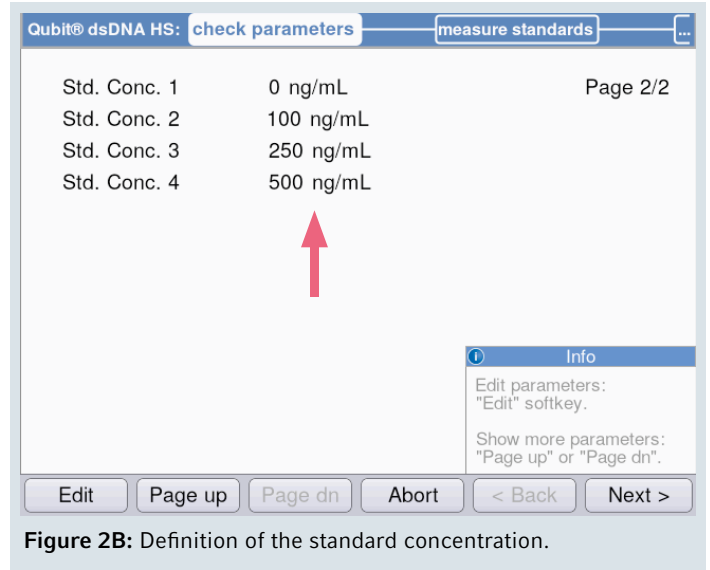 Qubit® dsDNA HS: check parameters measure standards ...
Std. Conc. 1 0 ng/mL Page 2/2
Std. Conc. 2 100 ng/mL
Std. Conc. 3 250 ng/mL
Std. Conc. 4 500 ng/mL
i Info
Edit parameters:
"Edit" softkey.
Show more parameters:
"Page up" or "Page dn".
Edit Page up Page dn Abort < Back Next >
Figure 2B: Definition of the standard concentration.